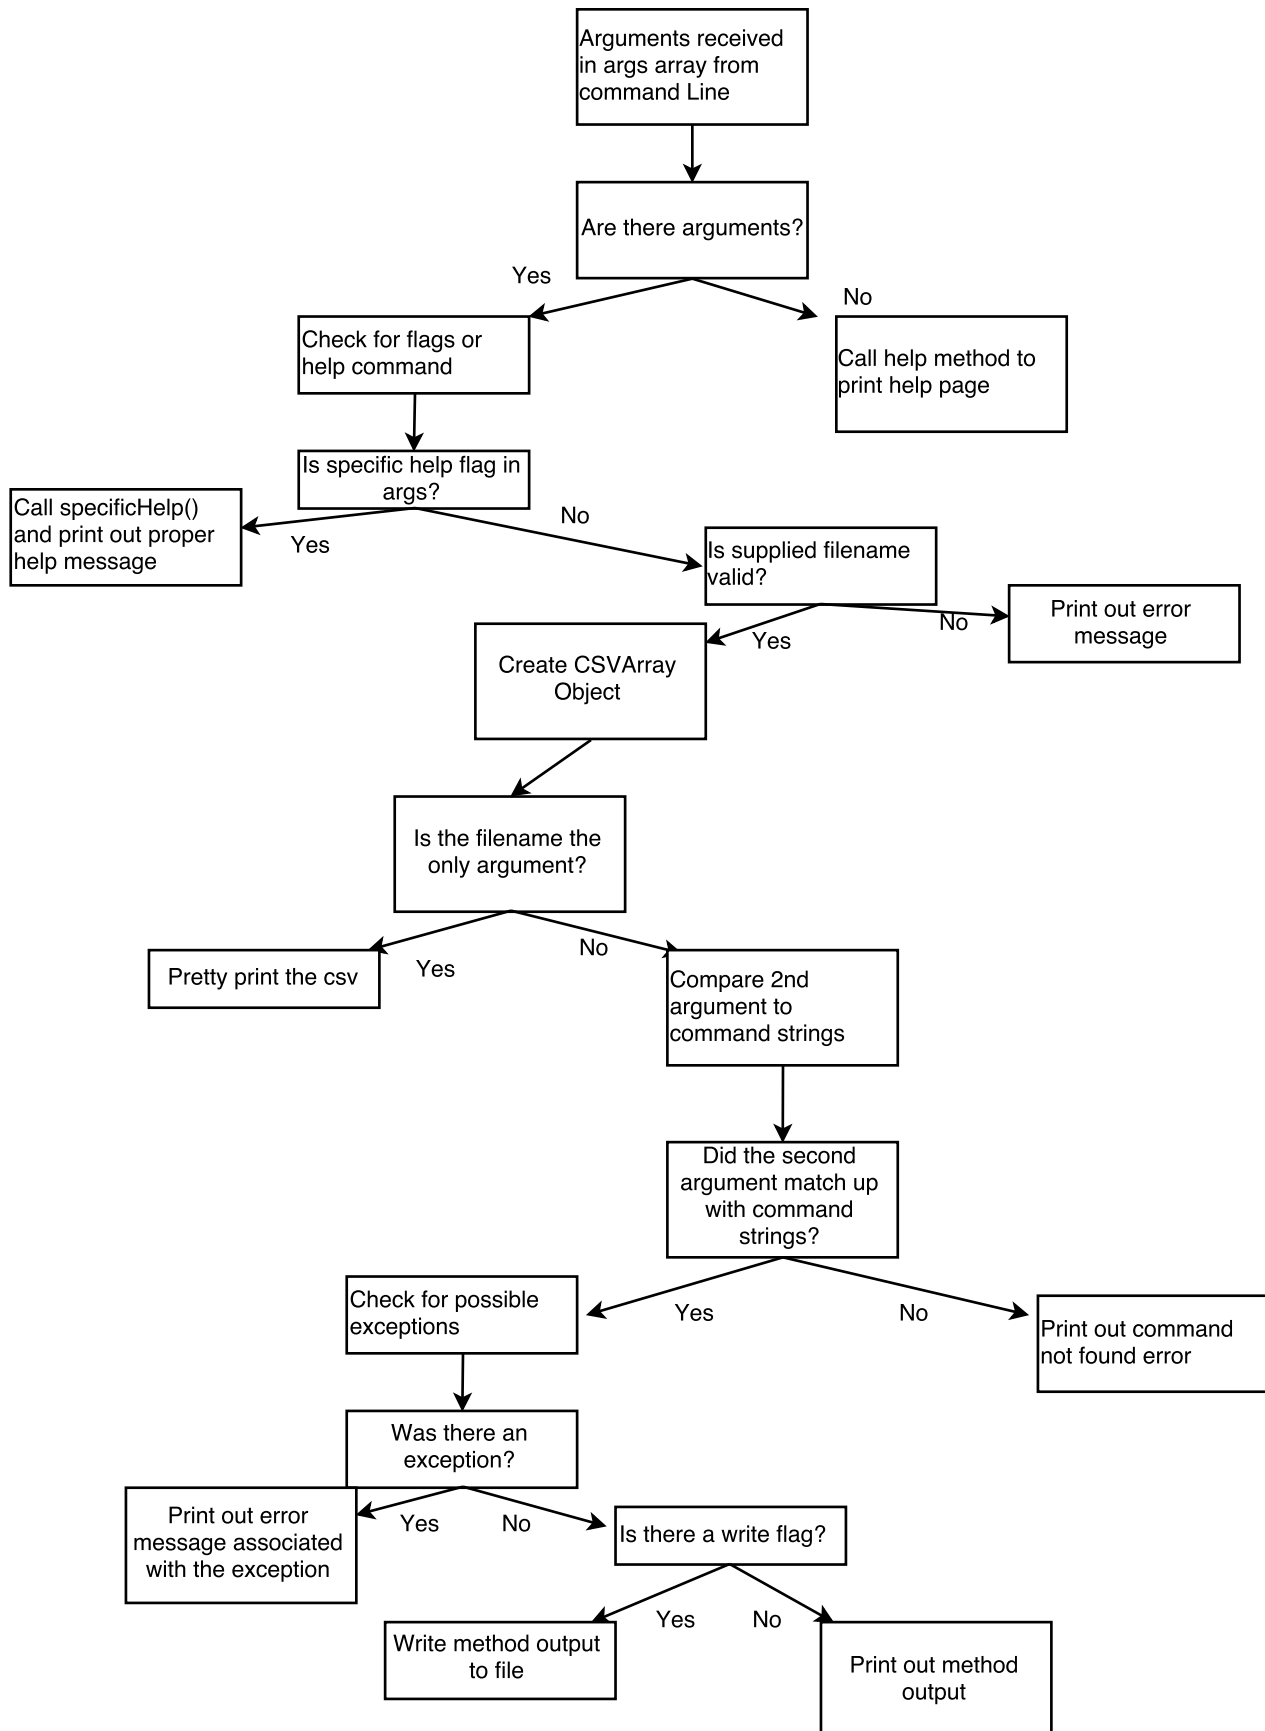 Arguments received
in args array from
command Line
Are there arguments?
Yes
No
Check for flags or
help command
Call help method to
print help page
Is specific help flag in
args?
Call specificHelp()
and print out proper
help message
Yes
No
Is supplied filename
valid?
Yes
No
Print out error
message
Create CSVArray
Object
Is the filename the
only argument?
Yes
No
Pretty print the csv
Compare 2nd
argument to
command strings
Did the second
argument match up
with command
strings?
Yes
No
Check for possible
exceptions
Print out command
not found error
Was there an
exception?
Yes
No
Print out error
message associated
with the exception
Is there a write flag?
Yes
No
Write method output
to file
Print out method
output